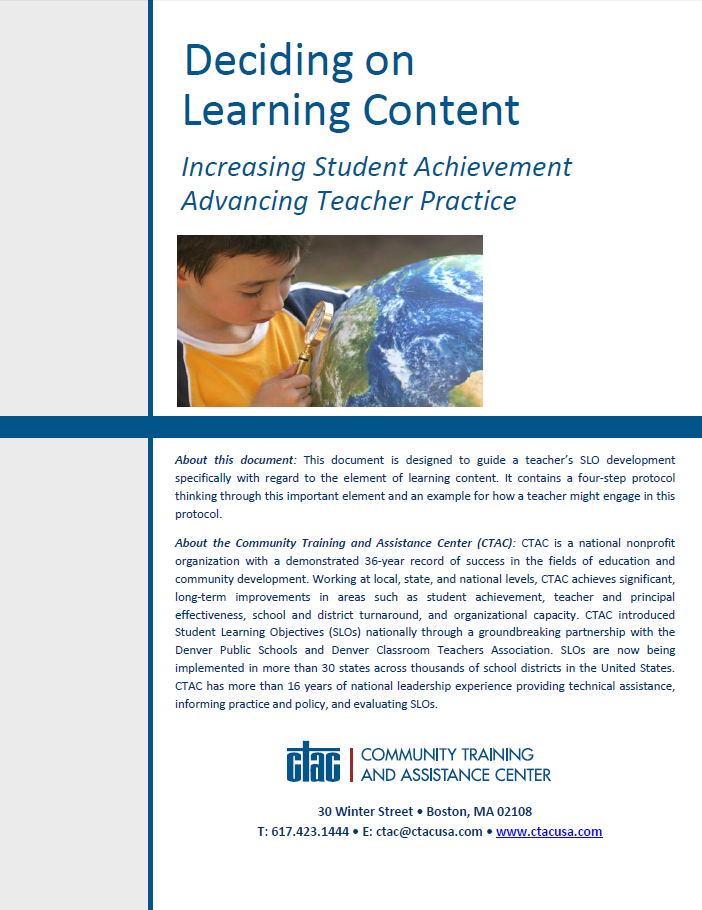 Deciding on
Learning Content
Increasing Student Achievement
Advancing Teacher Practice
About this document: This document is designed to guide a teacher’s SLO development
specifically with regard to the element of learning content. It contains a four-step protocol
thinking through this important element and an example for how a teacher might engage in this
protocol.
About the Community Training and Assistance Center (CTAC): CTAC is a national nonprofit
organization with a demonstrated 36-year record of success in the fields of education and
community development. Working at local, state, and national levels, CTAC achieves significant,
long-term improvements in areas such as student achievement, teacher and principal
effectiveness, school and district turnaround, and organizational capacity. CTAC introduced
Student Learning Objectives (SLOs) nationally through a groundbreaking partnership with the
Denver Public Schools and Denver Classroom Teachers Association. SLOs are now being
implemented in more than 30 states across thousands of school districts in the United States.
CTAC has more than 16 years of national leadership experience providing technical assistance,
informing practice and policy, and evaluating SLOs.
ctac COMMUNITY TRAINING
AND ASSISTANCE CENTER
30 Winter Street • Boston, MA 02108
T: 617.423.1444 • E: ctac@ctacusa.com • www.ctacusa.com